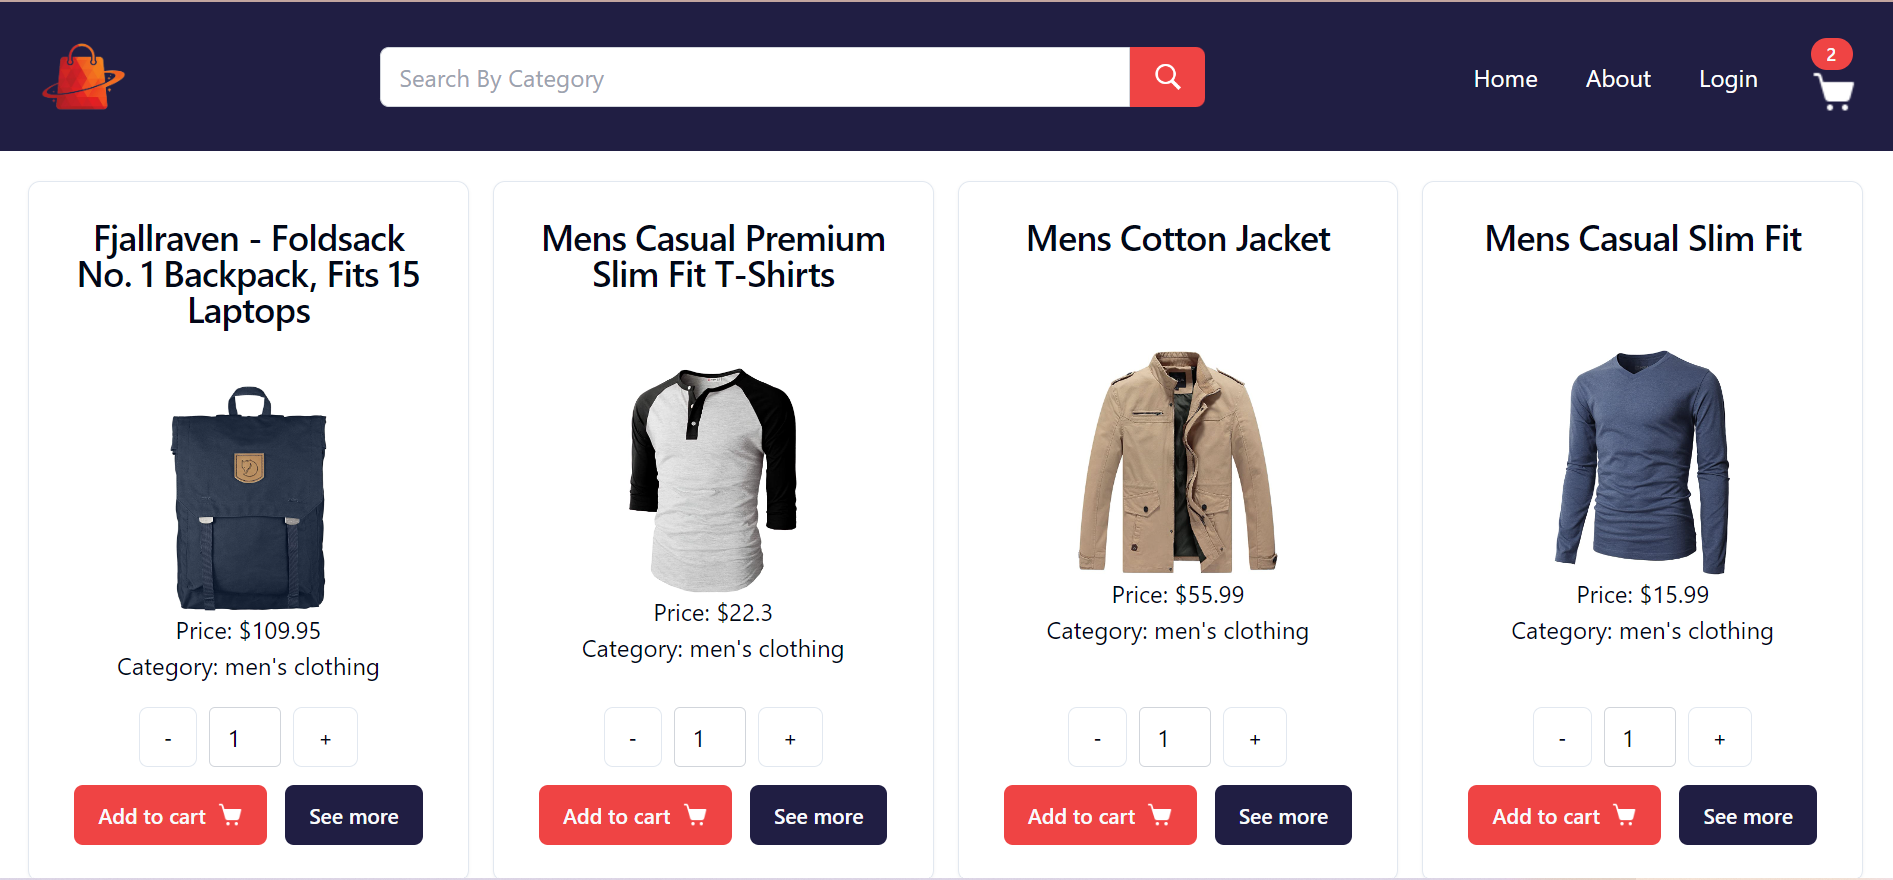 Search By Category
Home
About
Login
2
Fjallraven - Foldsack
No. 1 Backpack, Fits 15
Laptops
Price: $109.95
Category: men's clothing
-
1
+
Add to cart
See more
Mens Casual Premium
Slim Fit T-Shirts
Price: $22.3
Category: men's clothing
-
1
+
Add to cart
See more
Mens Cotton Jacket
Price: $55.99
Category: men's clothing
-
1
+
Add to cart
See more
Mens Casual Slim Fit
Price: $15.99
Category: men's clothing
-
1
+
Add to cart
See more